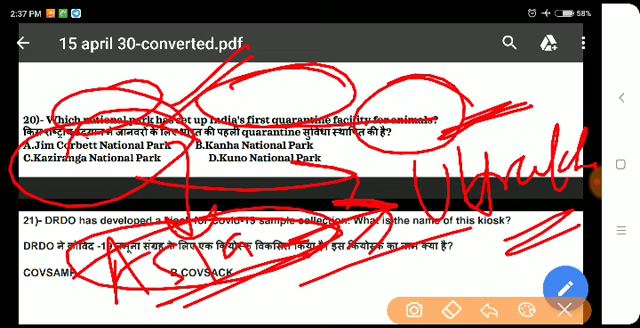 2:37 PM
58%
15 april 30-converted.pdf
20)- Which national park has set up India's first quarantine facility for animals?
किस राष्ट्रीय उद्यान ने जानवरों के लिए भारत की पहली quarantine सुविधा स्थापित की है?
A.Jim Corbett National Park B.Kanha National Park
C.Kaziranga National Park D.Kuno National Park
21)- DRDO has developed a kiosk for Covid-19 sample collection. What is the name of this kiosk?
DRDO ने कोविद -19 नमूना संग्रह के लिए एक कियोस्क विकसित किया है। इस कियोस्क का नाम क्या है?
B.COVSACK